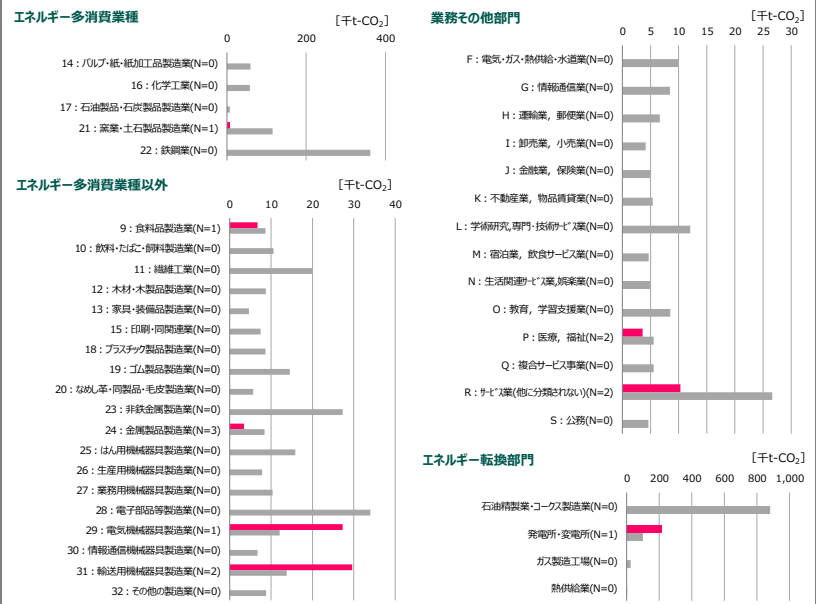 エネルギー多消費業種
[千t-CO₂]
0 200 400
14：パルプ・紙・紙加工品製造業(N=0)
16：化学工業(N=0)
17：石油製品・石炭製品製造業(N=0)
21：窯業・土石製品製造業(N=1)
22：鉄鋼業(N=0)
エネルギー多消費業種以外
[千t-CO₂]
0 10 20 30 40
9：食料品製造業(N=1)
10：飲料・たばこ・飼料製造業(N=0)
11：繊維工業(N=0)
12：木材・木製品製造業(N=0)
13：家具・装備品製造業(N=0)
15：印刷・同関連業(N=0)
18：プラスチック製品製造業(N=0)
19：ゴム製品製造業(N=0)
20：なめし革・同製品・毛皮製造業(N=0)
23：非鉄金属製造業(N=0)
24：金属製品製造業(N=3)
25：はん用機械器具製造業(N=0)
26：生産用機械器具製造業(N=0)
27：業務用機械器具製造業(N=0)
28：電子部品等製造業(N=0)
29：電気機械器具製造業(N=1)
30：情報通信機械器具製造業(N=0)
31：輸送用機械器具製造業(N=2)
32：その他の製造業(N=0)
業務その他部門
[千t-CO₂]
0 5 10 15 20 25 30
F：電気・ガス・熱供給・水道業(N=0)
G：情報通信業(N=0)
H：運輸業，郵便業(N=0)
I：卸売業，小売業(N=0)
J：金融業，保険業(N=0)
K：不動産業，物品賃貸業(N=0)
L：学術研究,専門・技術ｻｰﾋﾞｽ業(N=0)
M：宿泊業，飲食サービス業(N=0)
N：生活関連ｻｰﾋﾞｽ業,娯楽業(N=0)
O：教育，学習支援業(N=0)
P：医療，福祉(N=2)
Q：複合サービス事業(N=0)
R：ｻｰﾋﾞｽ業(他に分類されない)(N=2)
S：公務(N=0)
エネルギー転換部門
[千t-CO₂]
0 200 400 600 800 1,000
石油精製業・コークス製造業(N=0)
発電所・変電所(N=1)
ガス製造工場(N=0)
熱供給業(N=0)